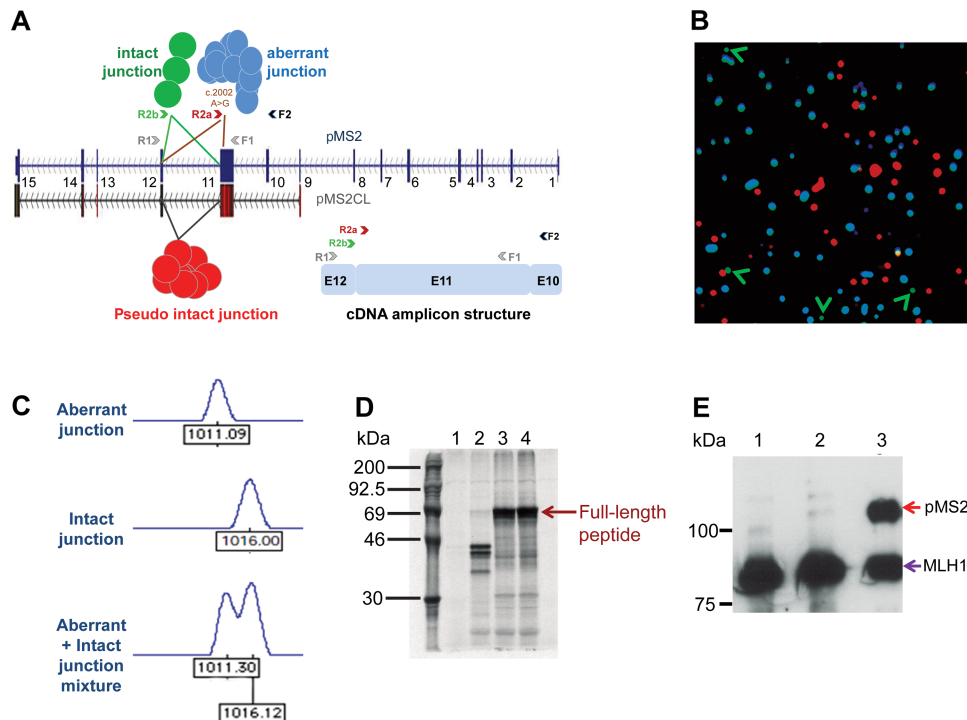 A
intact
junction
aberrant
junction
c.2002
A>G
R2b
R2a
F2
R1
F1
pMS2
15
14
13
12
11
10
9
8
7
6
5
4
3
2
1
pMS2CL
R2a
R2b
R1
F1
F2
E12
E11
E10
Pseudo intact junction
cDNA amplicon structure
B
C
Aberrant
junction
1011.09
Intact
junction
1016.00
Aberrant
+ Intact
junction
mixture
1011.30
1016.12
D
kDa
1 2 3 4
200
92.5
69
46
30
Full-length
peptide
E
kDa
1 2 3
100
75
pMS2
MLH1